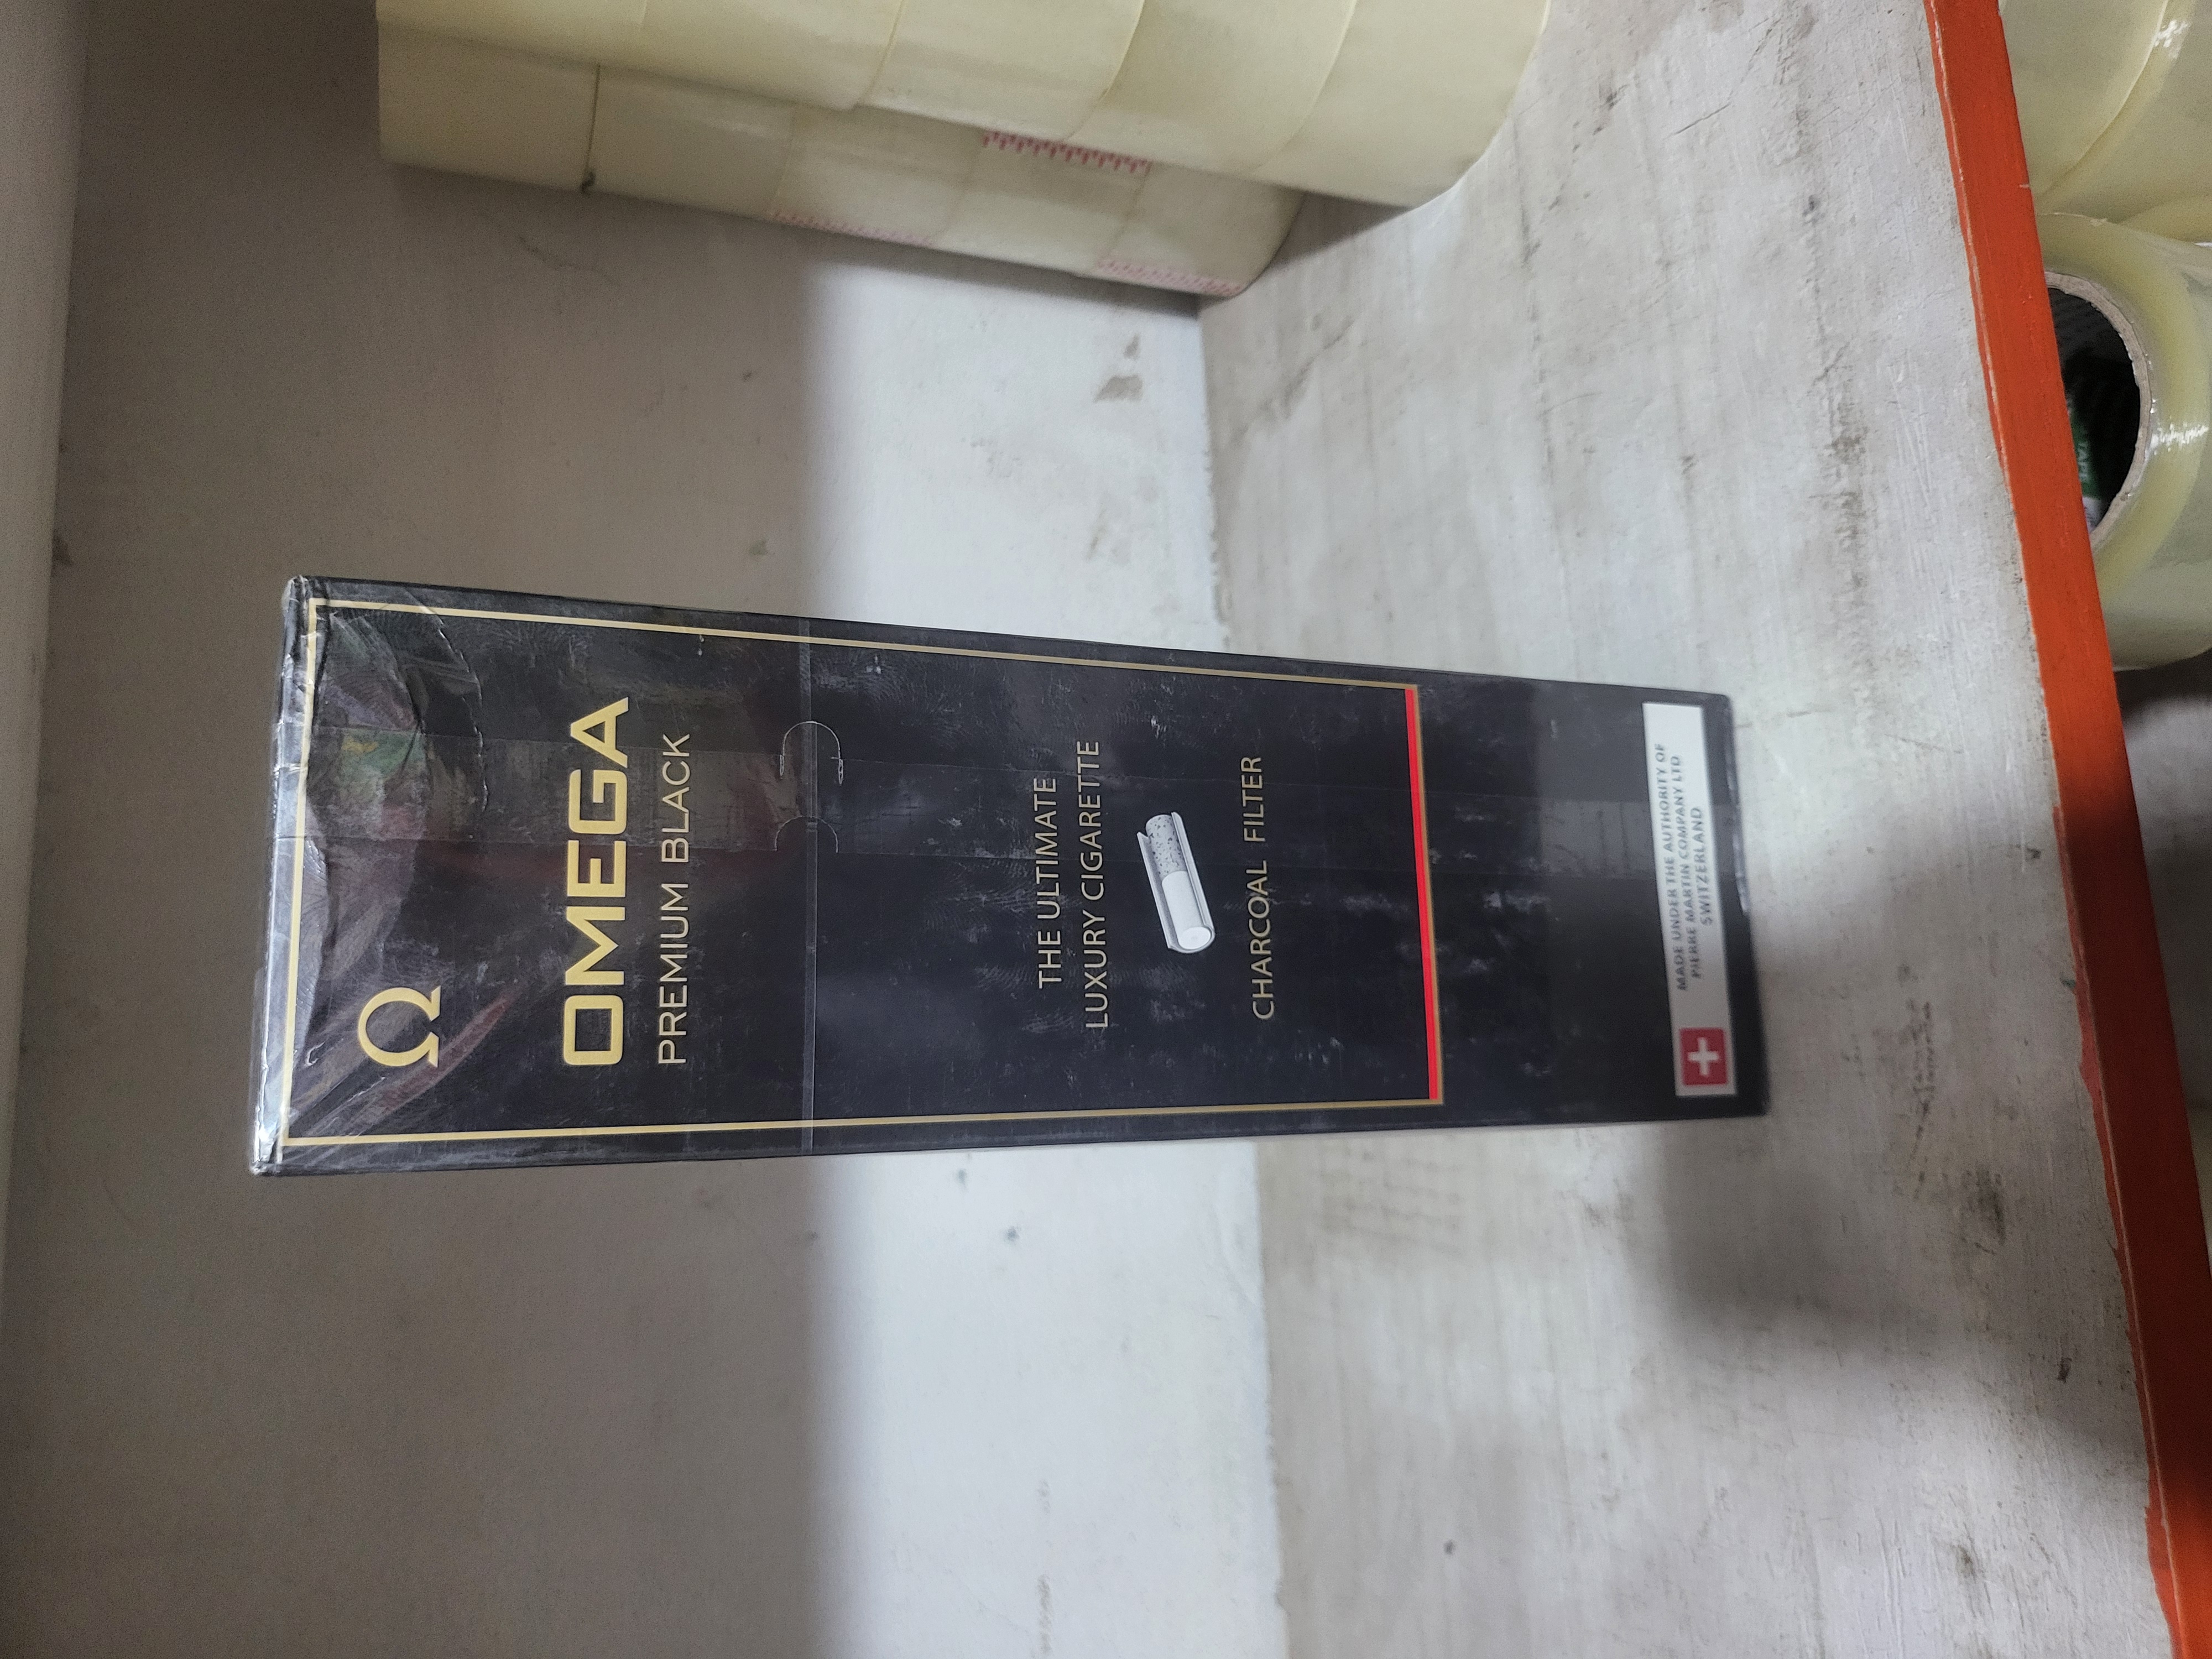 Ω
OMEGA
PREMIUM BLACK
THE ULTIMATE
LUXURY CIGARETTE
CHARCOAL FILTER
MADE UNDER THE AUTHORITY OF
PIERRE MARTIN COMPANY LTD
SWITZERLAND